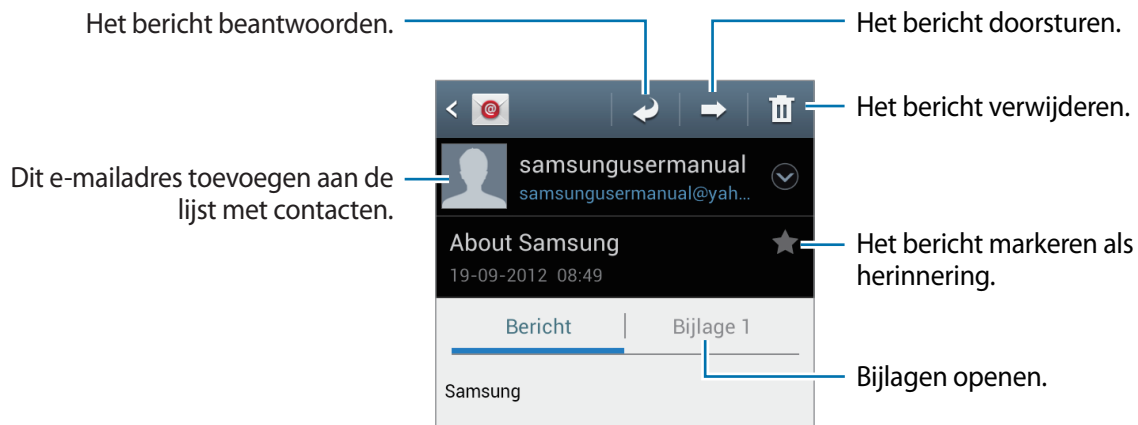 Het bericht beantwoorden.
Het bericht doorsturen.
Het bericht verwijderen.
Dit e-mailadres toevoegen aan de
lijst met contacten.
samsungusermanual
samsungusermanual@yah...
About Samsung
19-09-2012 08:49
Het bericht markeren als
herinnering.
Bericht
Bijlage 1
Bijlagen openen.
Samsung